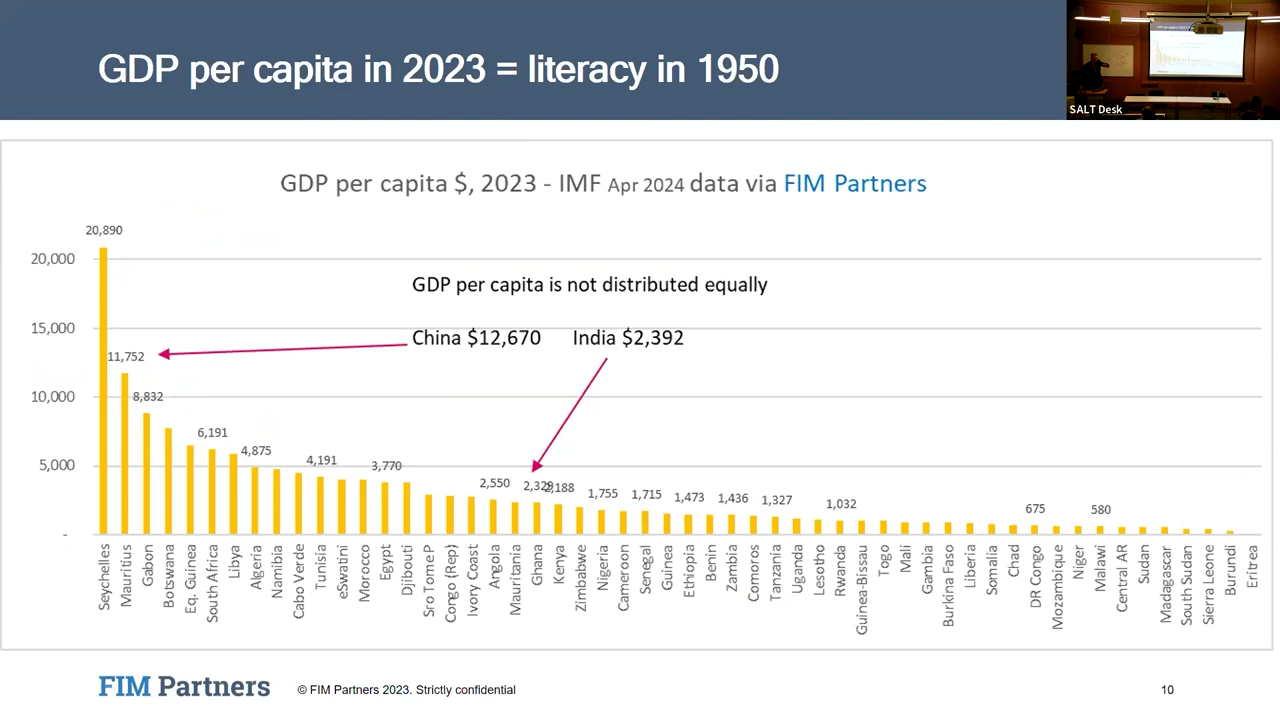 GDP per capita in 2023 = literacy in 1950
SALT Desk
GDP per capita $, 2023 - IMF Apr 2024 data via FIM Partners
20,890
20,000
GDP per capita is not distributed equally
15,000
China $12,670 India $2,392
11,752
10,000
8,832
6,191
5,000
4,875
4,191
3,770
2,550
2,329
2,188
1,755
1,715
1,473
1,436
1,327
1,032
675
580
-
Seychelles
Mauritius
Gabon
Botswana
Eq. Guinea
South Africa
Libya
Algeria
Namibia
Cabo Verde
Tunisia
eSwatini
Morocco
Egypt
Djibouti
Sro Tome P
Congo (Rep)
Ivory Coast
Angola
Mauritania
Ghana
Kenya
Zimbabwe
Nigeria
Cameroon
Senegal
Guinea
Ethiopia
Benin
Zambia
Comoros
Tanzania
Uganda
Lesotho
Rwanda
Guinea-Bissau
Togo
Mali
Gambia
Burkina Faso
Liberia
Somalia
Chad
DR Congo
Mozambique
Niger
Malawi
Central AR
Sudan
Madagascar
South Sudan
Sierra Leone
Burundi
Eritrea
FIM Partners
© FIM Partners 2023. Strictly confidential
10